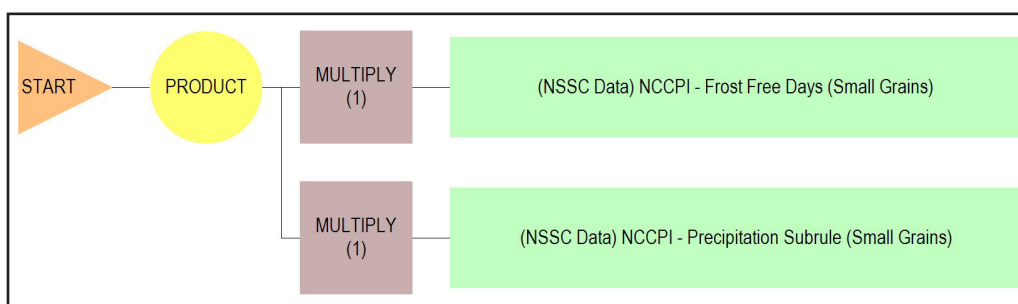 START
PRODUCT
MULTIPLY
(1)
(NSSC Data) NCCPI - Frost Free Days (Small Grains)
MULTIPLY
(1)
(NSSC Data) NCCPI - Precipitation Subrule (Small Grains)